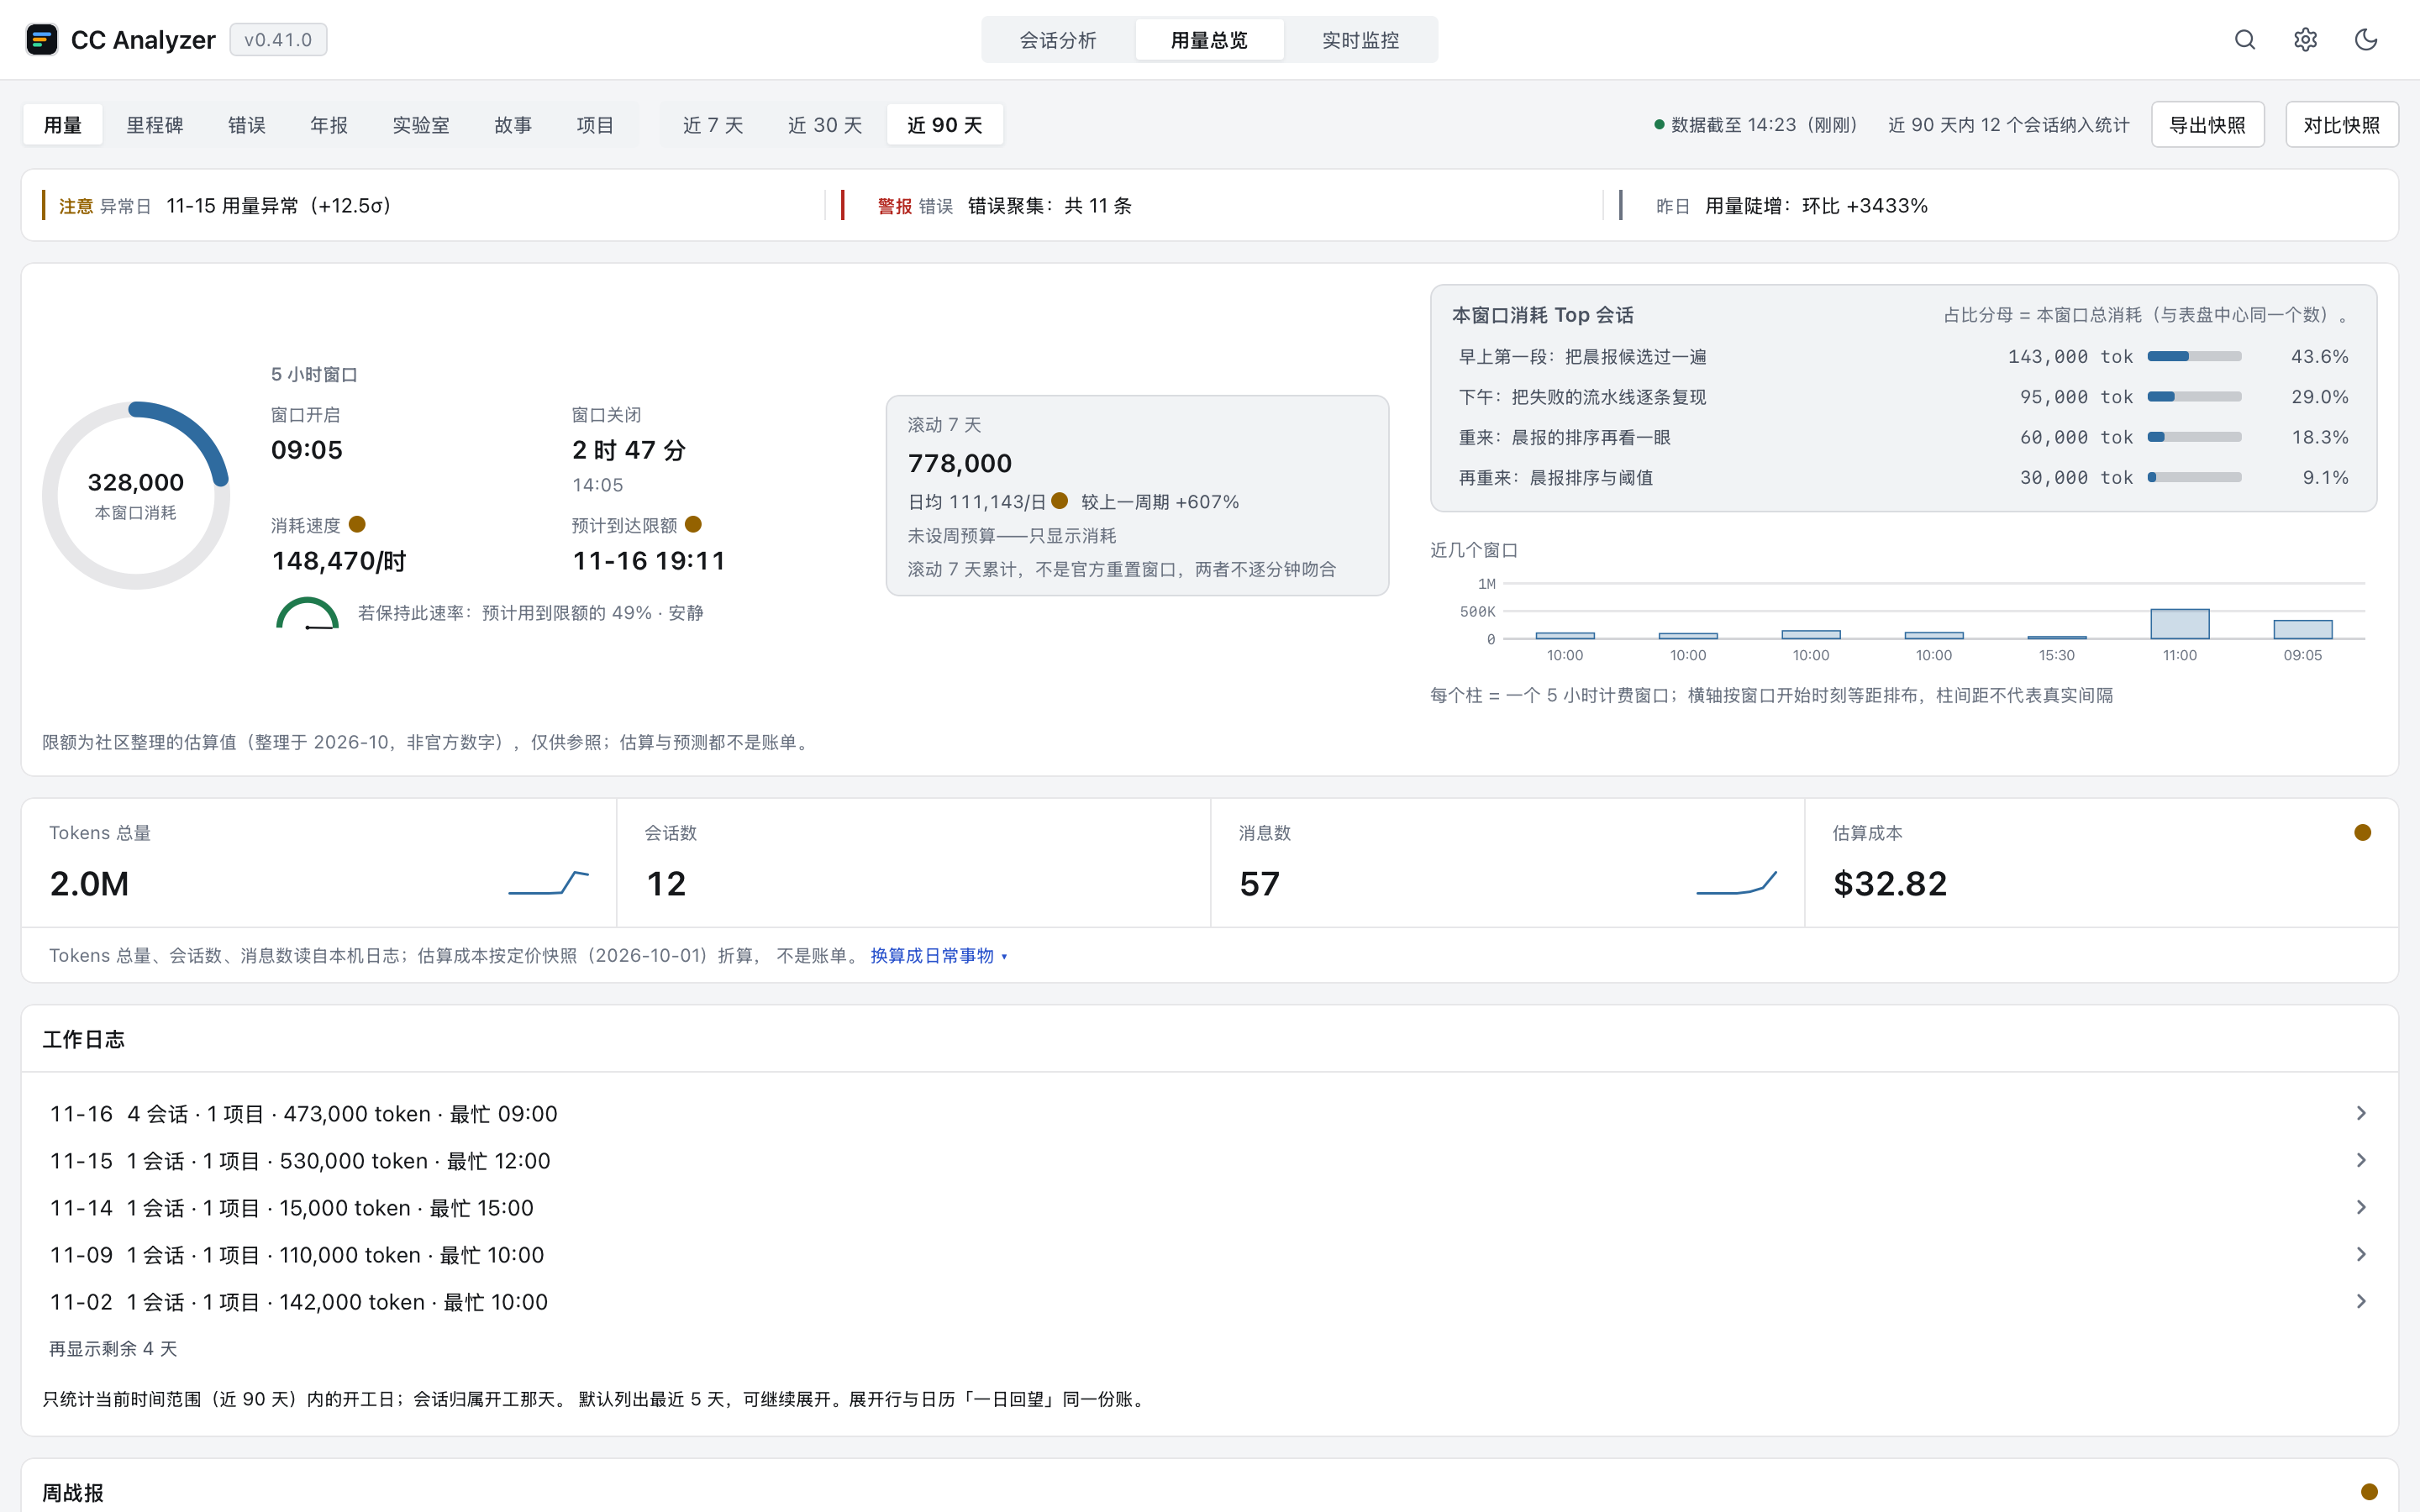 CC Analyzer v0.41.0
会话分析 用量总览 实时监控
用量 里程碑 错误 年报 实验室 故事 项目 近 7 天 近 30 天 近 90 天
数据截至 14:23（刚刚） 近 90 天内 12 个会话纳入统计 导出快照 对比快照
注意 异常日 11-15 用量异常（+12.5σ）
警报 错误 错误聚集：共 11 条
昨日 用量陡增：环比 +3433%
328,000
本窗口消耗
5 小时窗口
窗口开启
09:05
窗口关闭
2 时 47 分
14:05
消耗速度
148,470/时
预计到达限额
11-16 19:11
若保持此速率：预计用到限额的 49% · 安静
滚动 7 天
778,000
日均 111,143/日 较上一周期 +607%
未设周预算——只显示消耗
滚动 7 天累计，不是官方重置窗口，两者不逐分钟吻合
本窗口消耗 Top 会话 占比分母 = 本窗口总消耗（与表盘中心同一个数）。
早上第一段：把晨报候选过一遍 143,000 tok 43.6%
下午：把失败的流水线逐条复现 95,000 tok 29.0%
重来：晨报的排序再看一眼 60,000 tok 18.3%
再重来：晨报排序与阈值 30,000 tok 9.1%
近几个窗口
1M
500K
0
10:00 10:00 10:00 10:00 15:30 11:00 09:05
每个柱 = 一个 5 小时计费窗口；横轴按窗口开始时刻等距排布，柱间距不代表真实间隔
限额为社区整理的估算值（整理于 2026-10，非官方数字），仅供参照；估算与预测都不是账单。
Tokens 总量
2.0M
会话数
12
消息数
57
估算成本
$32.82
Tokens 总量、会话数、消息数读自本机日志；估算成本按定价快照（2026-10-01）折算， 不是账单。 换算成日常事物 ▾
工作日志
11-16 4 会话 · 1 项目 · 473,000 token · 最忙 09:00
11-15 1 会话 · 1 项目 · 530,000 token · 最忙 12:00
11-14 1 会话 · 1 项目 · 15,000 token · 最忙 15:00
11-09 1 会话 · 1 项目 · 110,000 token · 最忙 10:00
11-02 1 会话 · 1 项目 · 142,000 token · 最忙 10:00
再显示剩余 4 天
只统计当前时间范围（近 90 天）内的开工日；会话归属开工那天。 默认列出最近 5 天，可继续展开。展开行与日历「一日回望」同一份账。
周战报